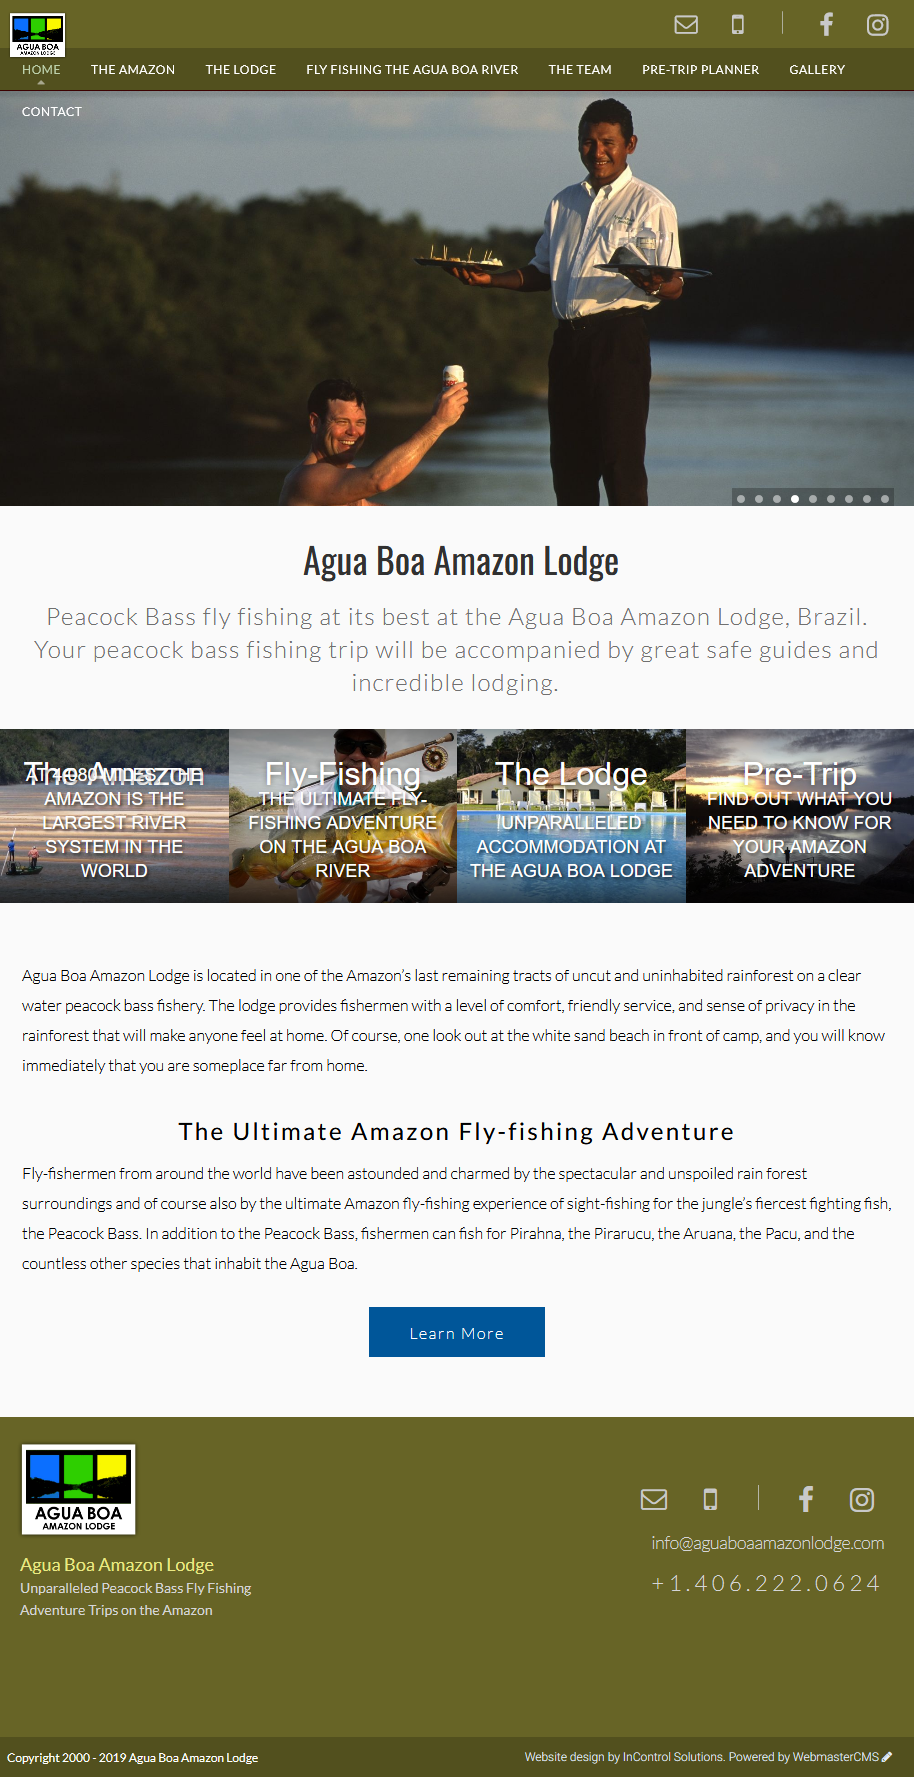 AGUA BOA
AMAZON LODGE
HOME
THE AMAZON
THE LODGE
FLY FISHING THE AGUA BOA RIVER
THE TEAM
PRE-TRIP PLANNER
GALLERY
CONTACT
Agua Boa Amazon Lodge
Peacock Bass fly fishing at its best at the Agua Boa Amazon Lodge, Brazil.
Your peacock bass fishing trip will be accompanied by great safe guides and
incredible lodging.
The Amazon
AT 4,080 MILES, THE
AMAZON IS THE
LARGEST RIVER
SYSTEM IN THE
WORLD
Fly-Fishing
THE ULTIMATE FLY-
FISHING ADVENTURE
ON THE AGUA BOA
RIVER
The Lodge
UNPARALLELED
ACCOMMODATION AT
THE AGUA BOA LODGE
Pre-Trip
FIND OUT WHAT YOU
NEED TO KNOW FOR
YOUR AMAZON
ADVENTURE
Agua Boa Amazon Lodge is located in one of the Amazon’s last remaining tracts of uncut and uninhabited rainforest on a clear
water peacock bass fishery. The lodge provides fishermen with a level of comfort, friendly service, and sense of privacy in the
rainforest that will make anyone feel at home. Of course, one look out at the white sand beach in front of camp, and you will know
immediately that you are someplace far from home.
The Ultimate Amazon Fly-fishing Adventure
Fly-fishermen from around the world have been astounded and charmed by the spectacular and unspoiled rain forest
surroundings and of course also by the ultimate Amazon fly-fishing experience of sight-fishing for the jungle’s fiercest fighting fish,
the Peacock Bass. In addition to the Peacock Bass, fishermen can fish for Pirahna, the Pirarucu, the Aruana, the Pacu, and the
countless other species that inhabit the Agua Boa.
Learn More
AGUA BOA
AMAZON LODGE
Agua Boa Amazon Lodge
Unparalleled Peacock Bass Fly Fishing
Adventure Trips on the Amazon
info@aguaboaamazonlodge.com
+1.406.222.0624
Copyright 2000 - 2019 Agua Boa Amazon Lodge
Website design by InControl Solutions. Powered by WebmasterCMS